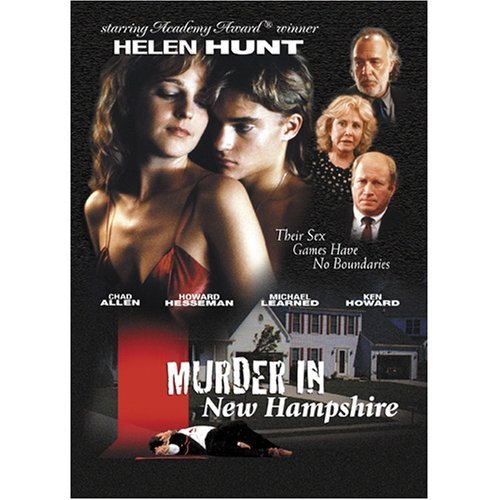 starring Academy Award® winner
HELEN HUNT
Their Sex
Games Have
No Boundaries
CHAD ALLEN
HOWARD HESSEMAN
MICHAEL LEARNED
KEN HOWARD
MURDER IN
New Hampshire